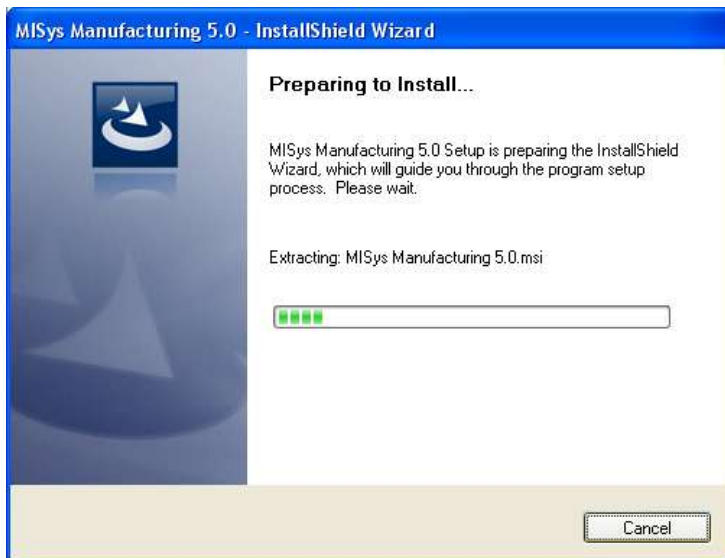 MISys Manufacturing 5.0 - InstallShield Wizard
Preparing to Install...
MISys Manufacturing 5.0 Setup is preparing the InstallShield
Wizard, which will guide you through the program setup
process. Please wait.
Extracting: MISys Manufacturing 5.0.msi
Cancel